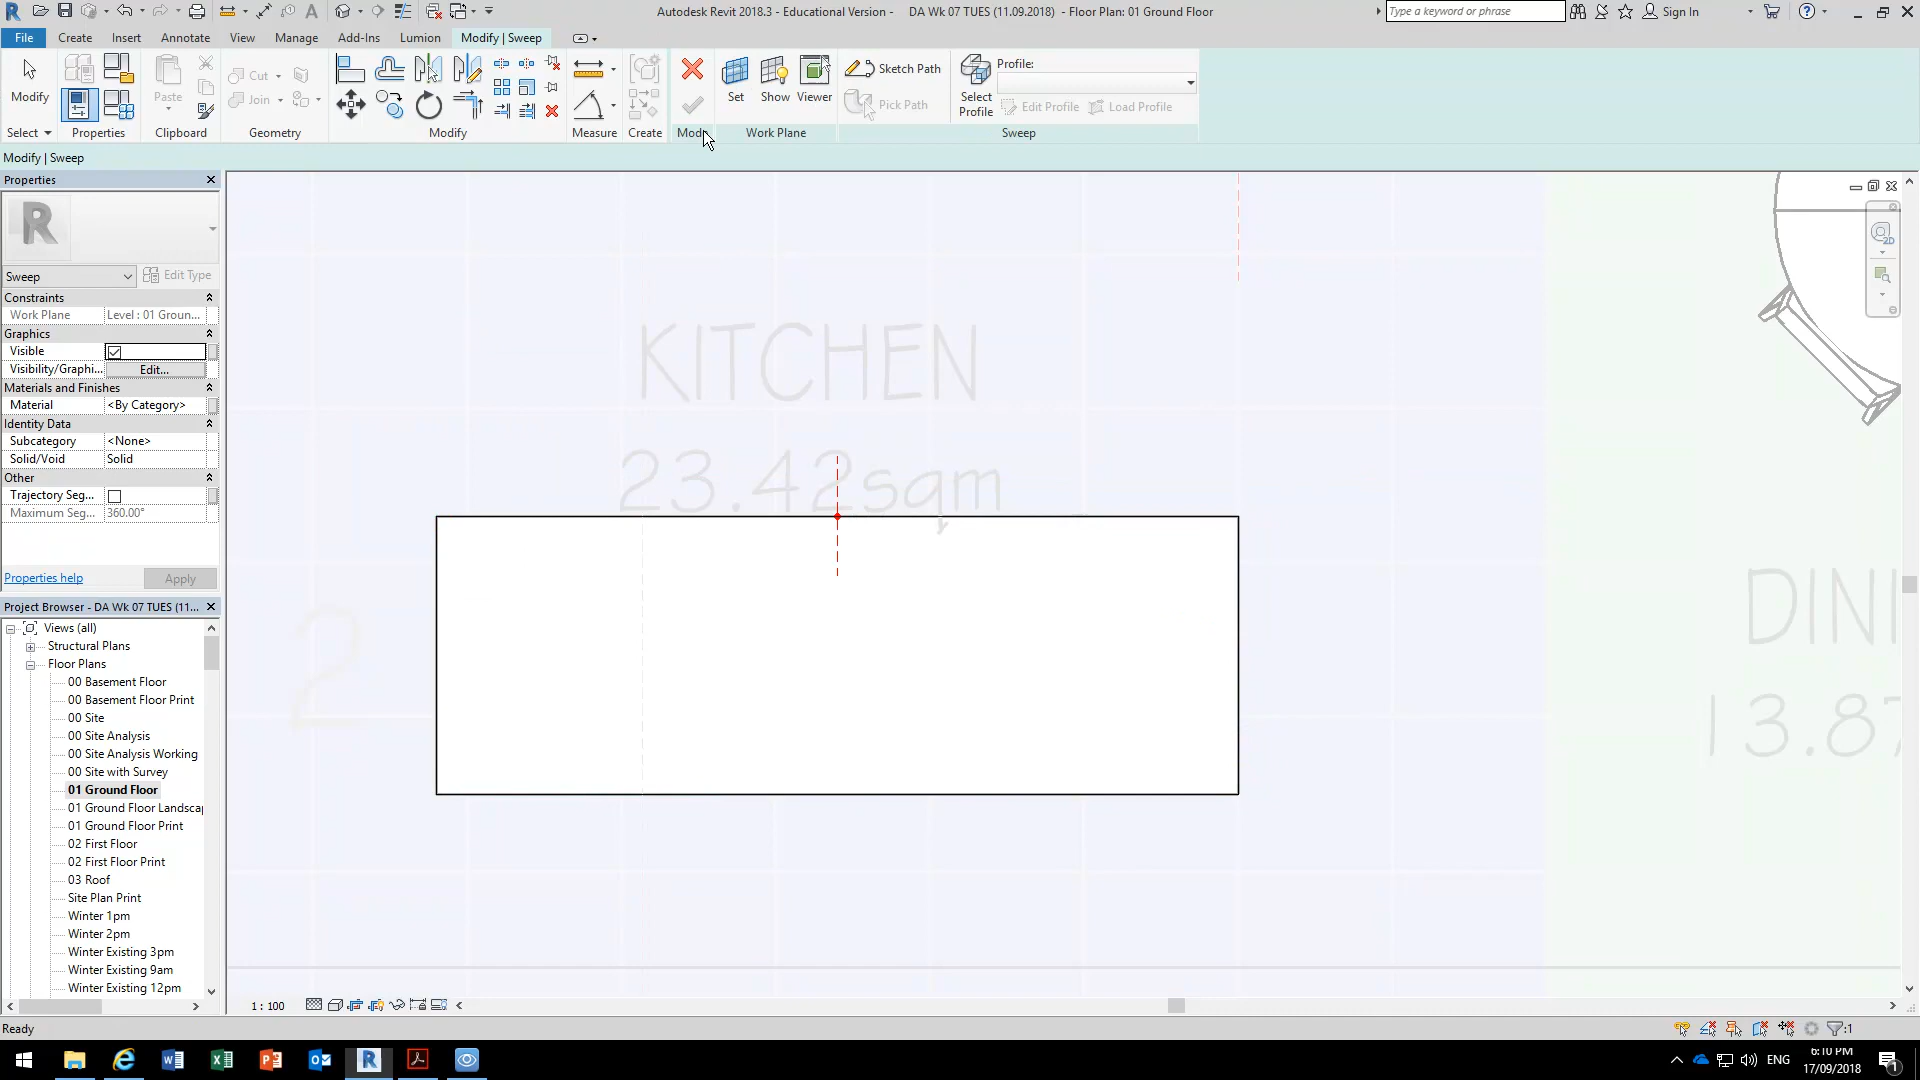 Autodesk Revit 2018.3 - Educational Version - DA Wk 07 TUES (11.09.2018) - Floor Plan: 01 Ground Floor
Type a keyword or phrase
Sign In
File Create Insert Annotate View Manage Add-Ins Lumion Modify | Sweep
Modify
Paste
Cut
Join
Set
Show
Viewer
Sketch Path
Pick Path
Select Profile
Profile:
Edit Profile
Load Profile
Select
Properties
Clipboard
Geometry
Modify
Measure
Create
Work Plane
Sweep
Modify | Sweep
Properties
Sweep
Edit Type
Constraints
Work Plane Level : 01 Groun...
Graphics
Visible
Visibility/Graphi... Edit...
Materials and Finishes
Material <By Category>
Identity Data
Subcategory <None>
Solid/Void Solid
Other
Trajectory Seg...
Maximum Seg... 360.00°
Properties help
Apply
Project Browser - DA Wk 07 TUES (11...
Views (all)
Structural Plans
Floor Plans
00 Basement Floor
00 Basement Floor Print
00 Site
00 Site Analysis
00 Site Analysis Working
00 Site with Survey
01 Ground Floor
01 Ground Floor Landscap
01 Ground Floor Print
02 First Floor
02 First Floor Print
03 Roof
Site Plan Print
Winter 1pm
Winter 2pm
Winter Existing 3pm
Winter Existing 9am
Winter Existing 12pm
KITCHEN
23.42sqm
2
DINI
13.87
1 : 100
Ready
:1
ENG
6:10 PM
17/09/2018